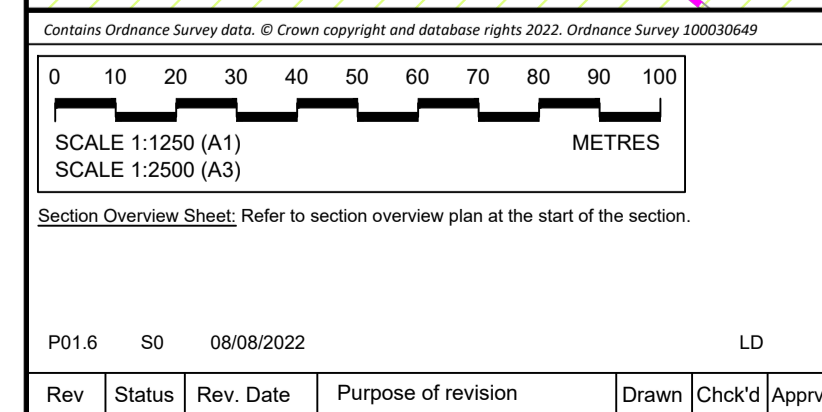 Contains Ordnance Survey data. © Crown copyright and database rights 2022. Ordnance Survey 100030649
0 10 20 30 40 50 60 70 80 90 100
SCALE 1:1250 (A1) METRES
SCALE 1:2500 (A3)
Section Overview Sheet: Refer to section overview plan at the start of the section.
P01.6 S0 08/08/2022 LD
Rev Status Rev. Date Purpose of revision Drawn Chck'd Apprv